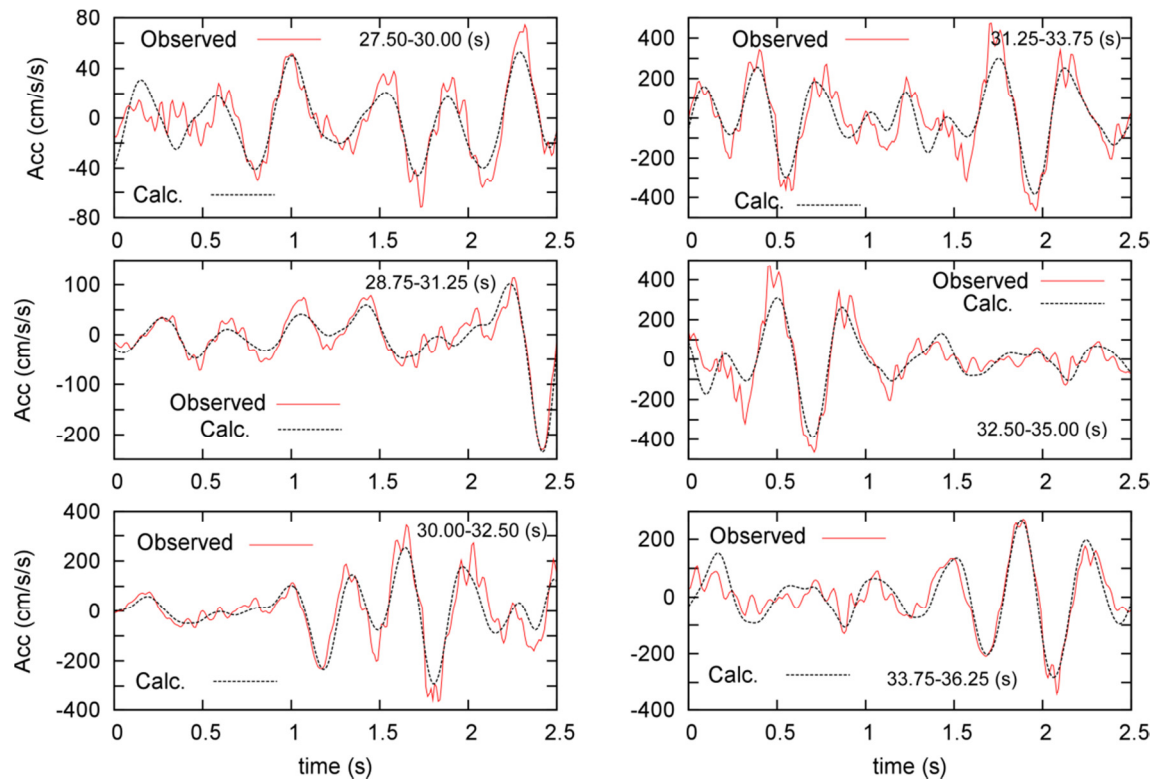 80
Observed
27.50-30.00 (s)
40
Acc (cm/s/s)
0
-40
Calc.
-80
0 0.5 1 1.5 2 2.5
400
Observed
31.25-33.75 (s)
200
0
-200
Calc.
-400
0 0.5 1 1.5 2 2.5
100
28.75-31.25 (s)
0
-100
Observed
Calc.
-200
0 0.5 1 1.5 2 2.5
400
Observed
Calc.
200
0
-200
32.50-35.00 (s)
-400
0 0.5 1 1.5 2 2.5
400
30.00-32.50 (s)
Observed
200
Acc (cm/s/s)
0
-200
Calc.
-400
0 0.5 1 1.5 2 2.5
time (s)
200
Observed
0
-200
Calc.
33.75-36.25 (s)
-400
0 0.5 1 1.5 2 2.5
time (s)